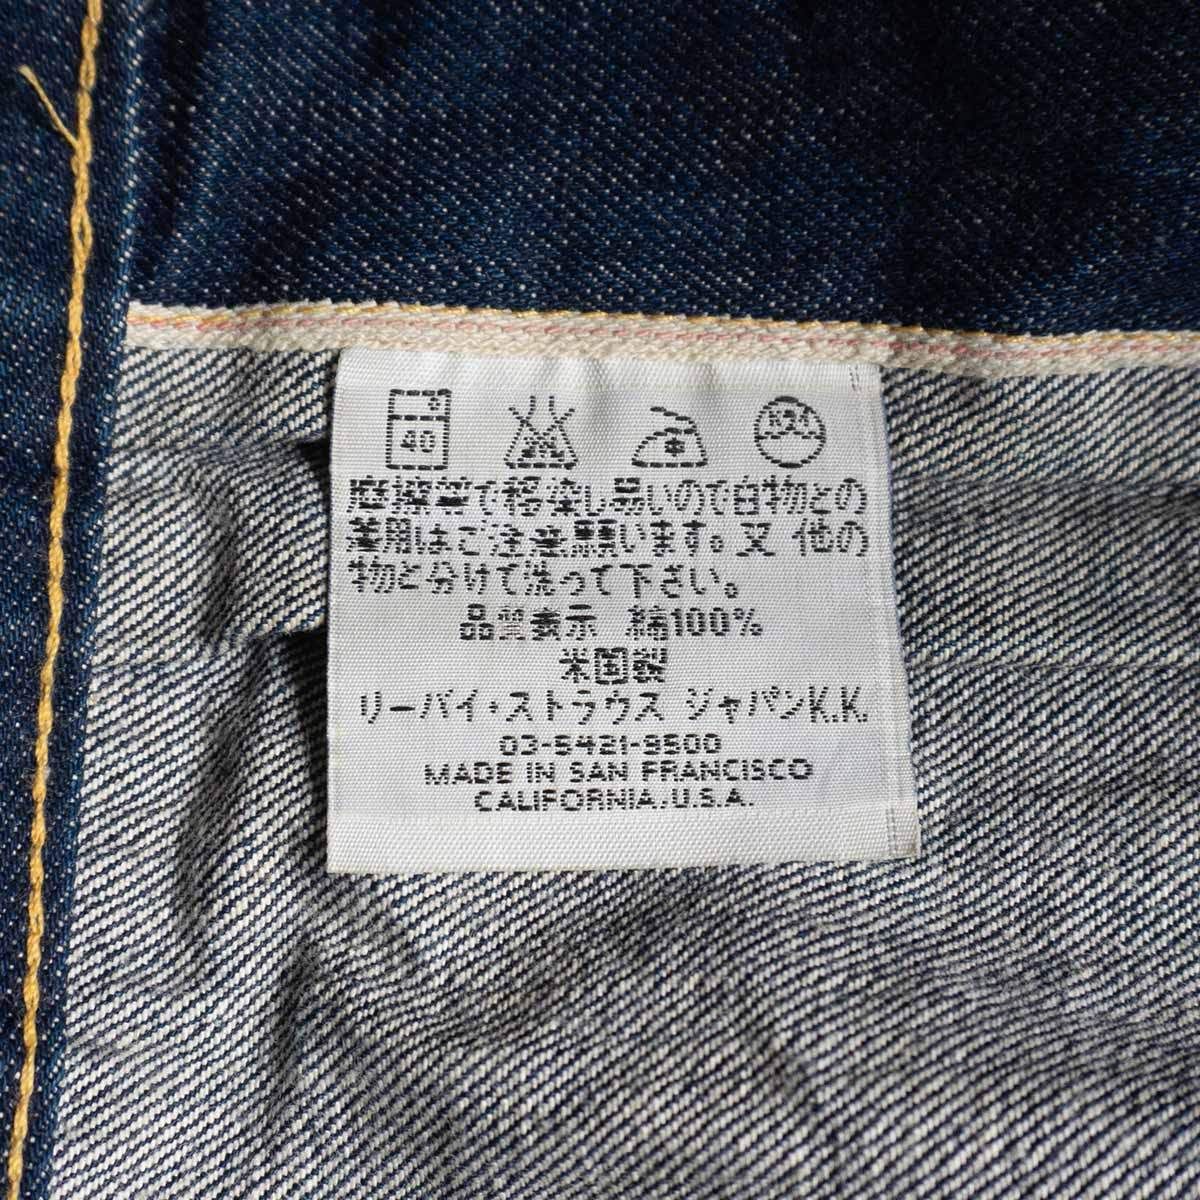 40
摩擦等で移染し易いので白物との
着用はご注意願います。又 他の
物と分けて洗って下さい。
品質表示 綿100%
米国製
リーバイ・ストラウス ジャパンK.K.
03-5421-9500
MADE IN SAN FRANCISCO
CALIFORNIA,U.S.A.